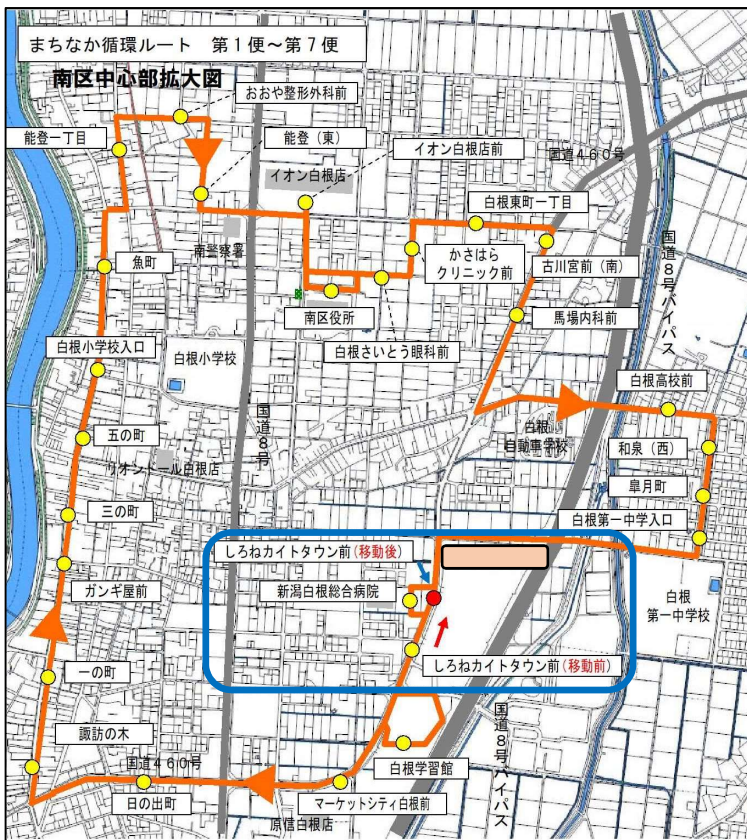 まちなか循環ルート 第1便～第7便
南区中心部拡大図
おおや整形外科前
能登一丁目
能登（東）
イオン白根店前
イオン白根店
国道460号
白根東町一丁目
南警察署
かさはら
クリニック前
古川宮前（南）
国道8号バイパス
魚町
南区役所
馬場内科前
白根さいとう眼科前
白根小学校入口
白根小学校
白根高校前
国道8号
五の町
白根
自動車学校
和泉（西）
リオンドール白根店
皐月町
三の町
白根第一中学入口
しろねカイトタウン前（移動後）
ガンギ屋前
新潟白根総合病院
白根
第一中学校
一の町
しろねカイトタウン前（移動前）
諏訪の木
国道8号バイパス
国道460号
白根学習館
日の出町
マーケットシティ白根前
原信白根店